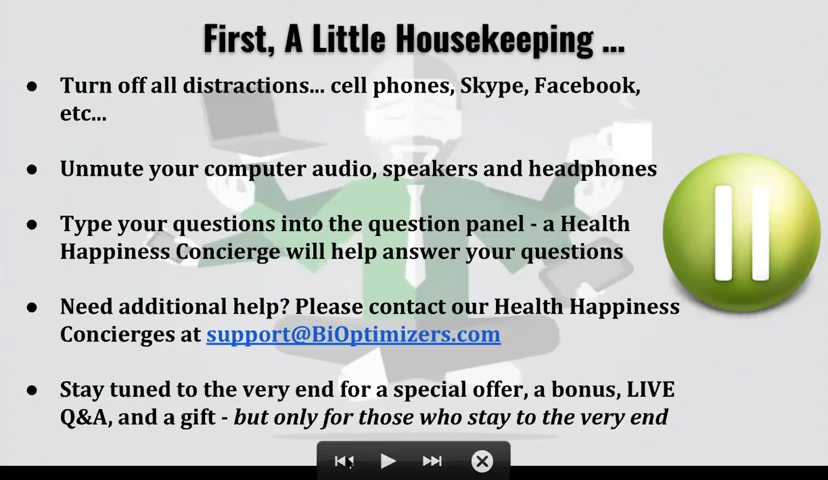 First, A Little Housekeeping ...
● Turn off all distractions... cell phones, Skype, Facebook,
etc...
● Unmute your computer audio, speakers and headphones
● Type your questions into the question panel - a Health
Happiness Concierge will help answer your questions
● Need additional help? Please contact our Health Happiness
Concierges at support@BiOptimizers.com
● Stay tuned to the very end for a special offer, a bonus, LIVE
Q&A, and a gift - but only for those who stay to the very end